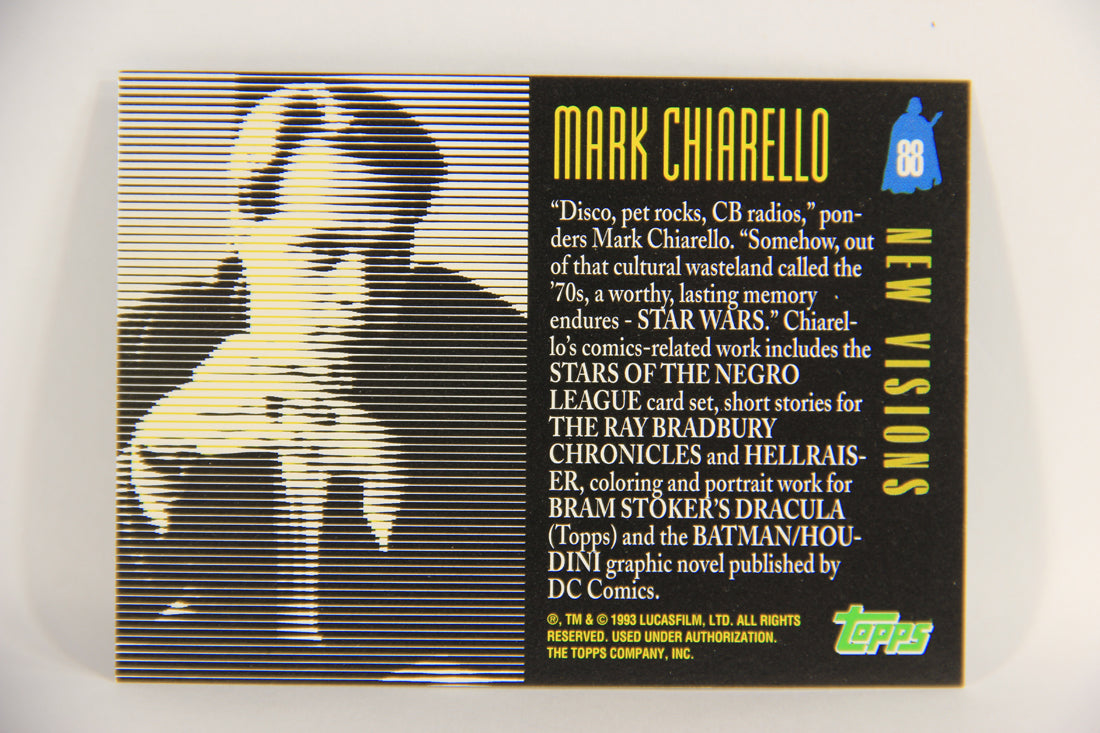 MARK CHIARELLO
88
NEW VISIONS
“Disco, pet rocks, CB radios,” pon-
ders Mark Chiarello. “Somehow, out
of that cultural wasteland called the
’70s, a worthy, lasting memory
endures - STAR WARS.” Chiarel-
lo’s comics-related work includes the
STARS OF THE NEGRO
LEAGUE card set, short stories for
THE RAY BRADBURY
CHRONICLES and HELLRAIS-
ER, coloring and portrait work for
BRAM STOKER’S DRACULA
(Topps) and the BATMAN/HOU-
DINI graphic novel published by
DC Comics.
®, TM & © 1993 LUCASFILM, LTD. ALL RIGHTS
RESERVED. USED UNDER AUTHORIZATION.
THE TOPPS COMPANY, INC.
topps